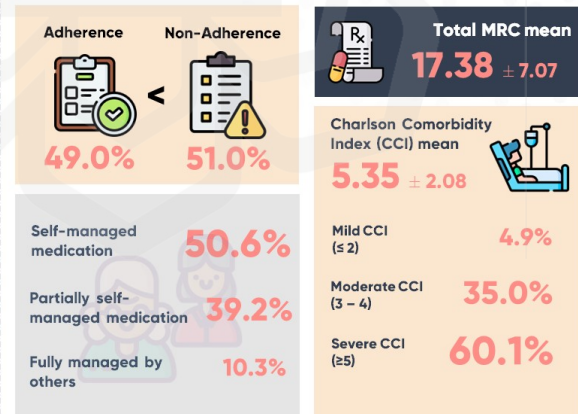 Adherence
Non-Adherence
<
49.0%
51.0%
Self-managed
medication
50.6%
Partially self-
managed medication
39.2%
Fully managed by
others
10.3%
Rx
Total MRC mean
17.38 ± 7.07
Charlson Comorbidity
Index (CCI) mean
5.35 ± 2.08
Mild CCI
(≤ 2)
4.9%
Moderate CCI
(3 – 4)
35.0%
Severe CCI
(≥5)
60.1%